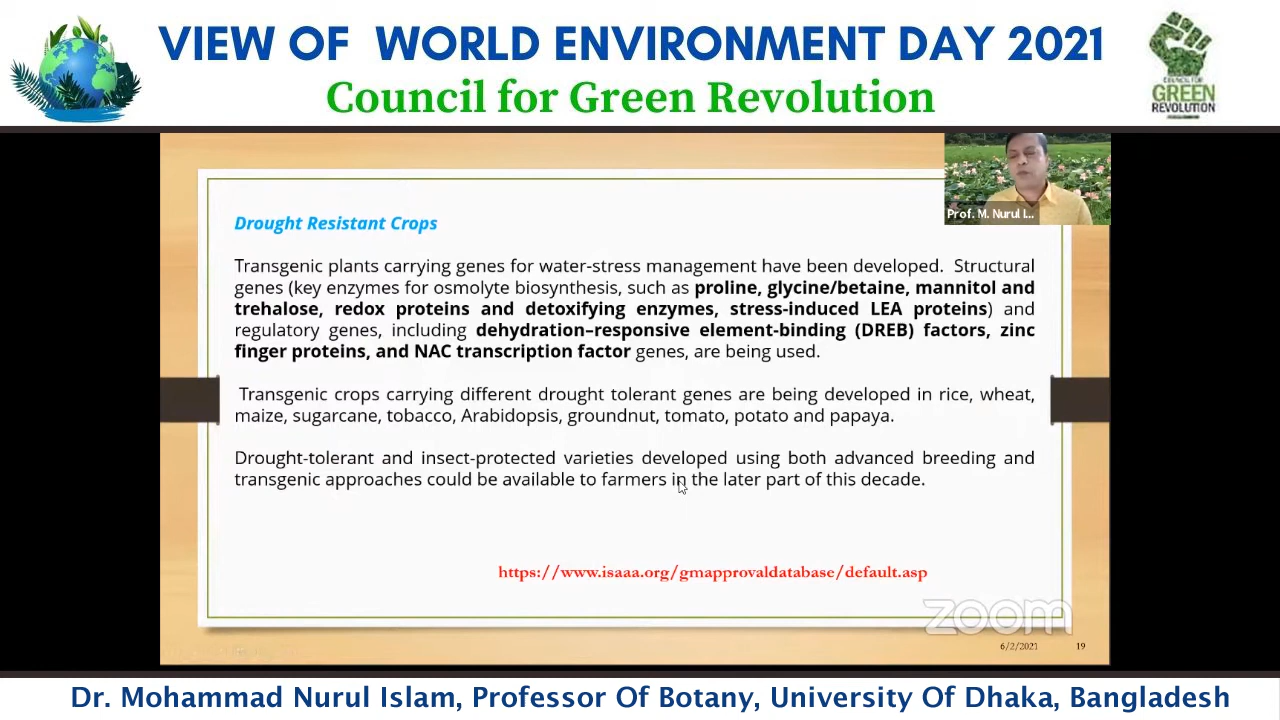 VIEW OF WORLD ENVIRONMENT DAY 2021
Council for Green Revolution
COUNCIL FOR
GREEN
REVOLUTION
Prof. M. Nurul I...
Drought Resistant Crops
Transgenic plants carrying genes for water-stress management have been developed. Structural
genes (key enzymes for osmolyte biosynthesis, such as proline, glycine/betaine, mannitol and
trehalose, redox proteins and detoxifying enzymes, stress-induced LEA proteins) and
regulatory genes, including dehydration–responsive element-binding (DREB) factors, zinc
finger proteins, and NAC transcription factor genes, are being used.
Transgenic crops carrying different drought tolerant genes are being developed in rice, wheat,
maize, sugarcane, tobacco, Arabidopsis, groundnut, tomato, potato and papaya.
Drought-tolerant and insect-protected varieties developed using both advanced breeding and
transgenic approaches could be available to farmers in the later part of this decade.
https://www.isaaa.org/gmapprovaldatabase/default.asp
zoom
6/2/2021 19
Dr. Mohammad Nurul Islam, Professor Of Botany, University Of Dhaka, Bangladesh